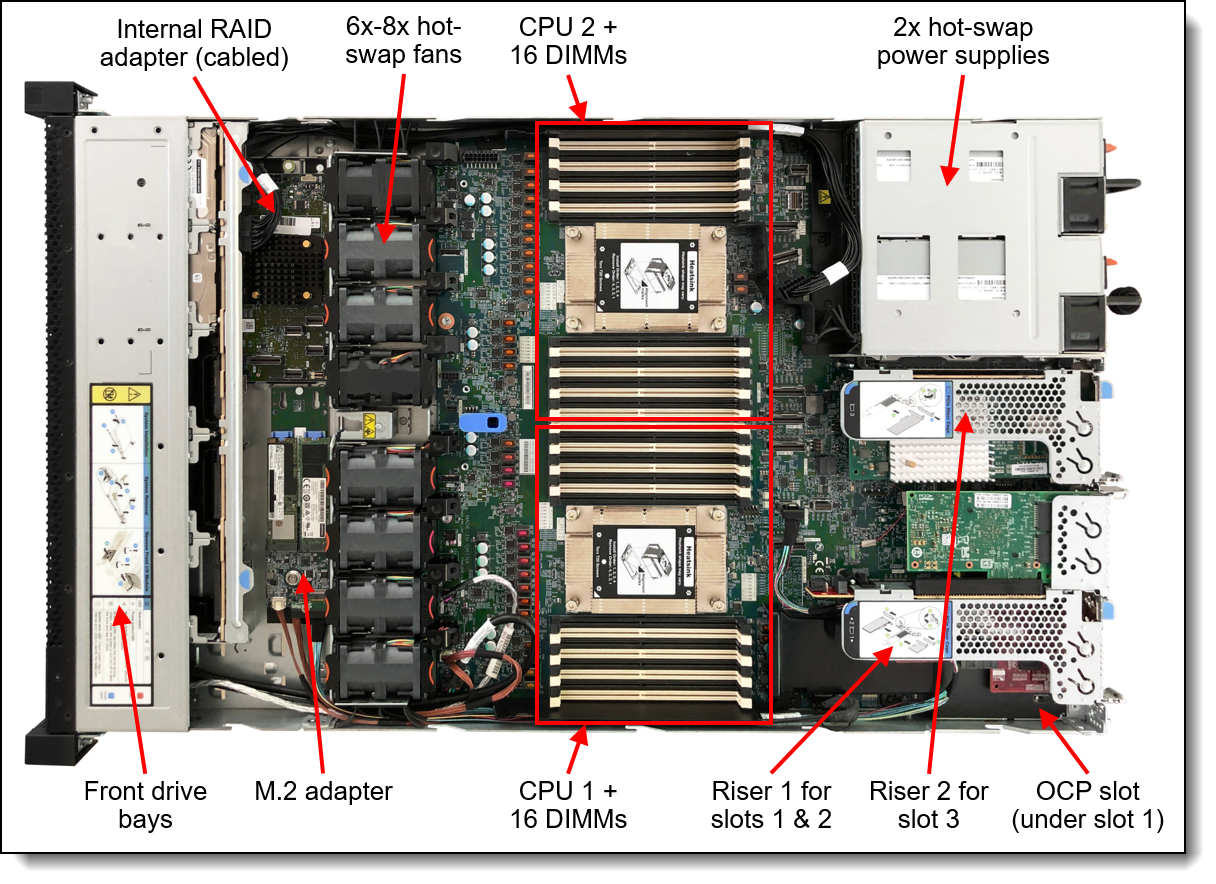 Internal RAID
adapter (cabled)
6x-8x hot-
swap fans
CPU 2 +
16 DIMMs
2x hot-swap
power supplies
Heatsink
Heatsink
Front drive
bays
M.2 adapter
CPU 1 +
16 DIMMs
Riser 1 for
slots 1 & 2
Riser 2 for
slot 3
OCP slot
(under slot 1)